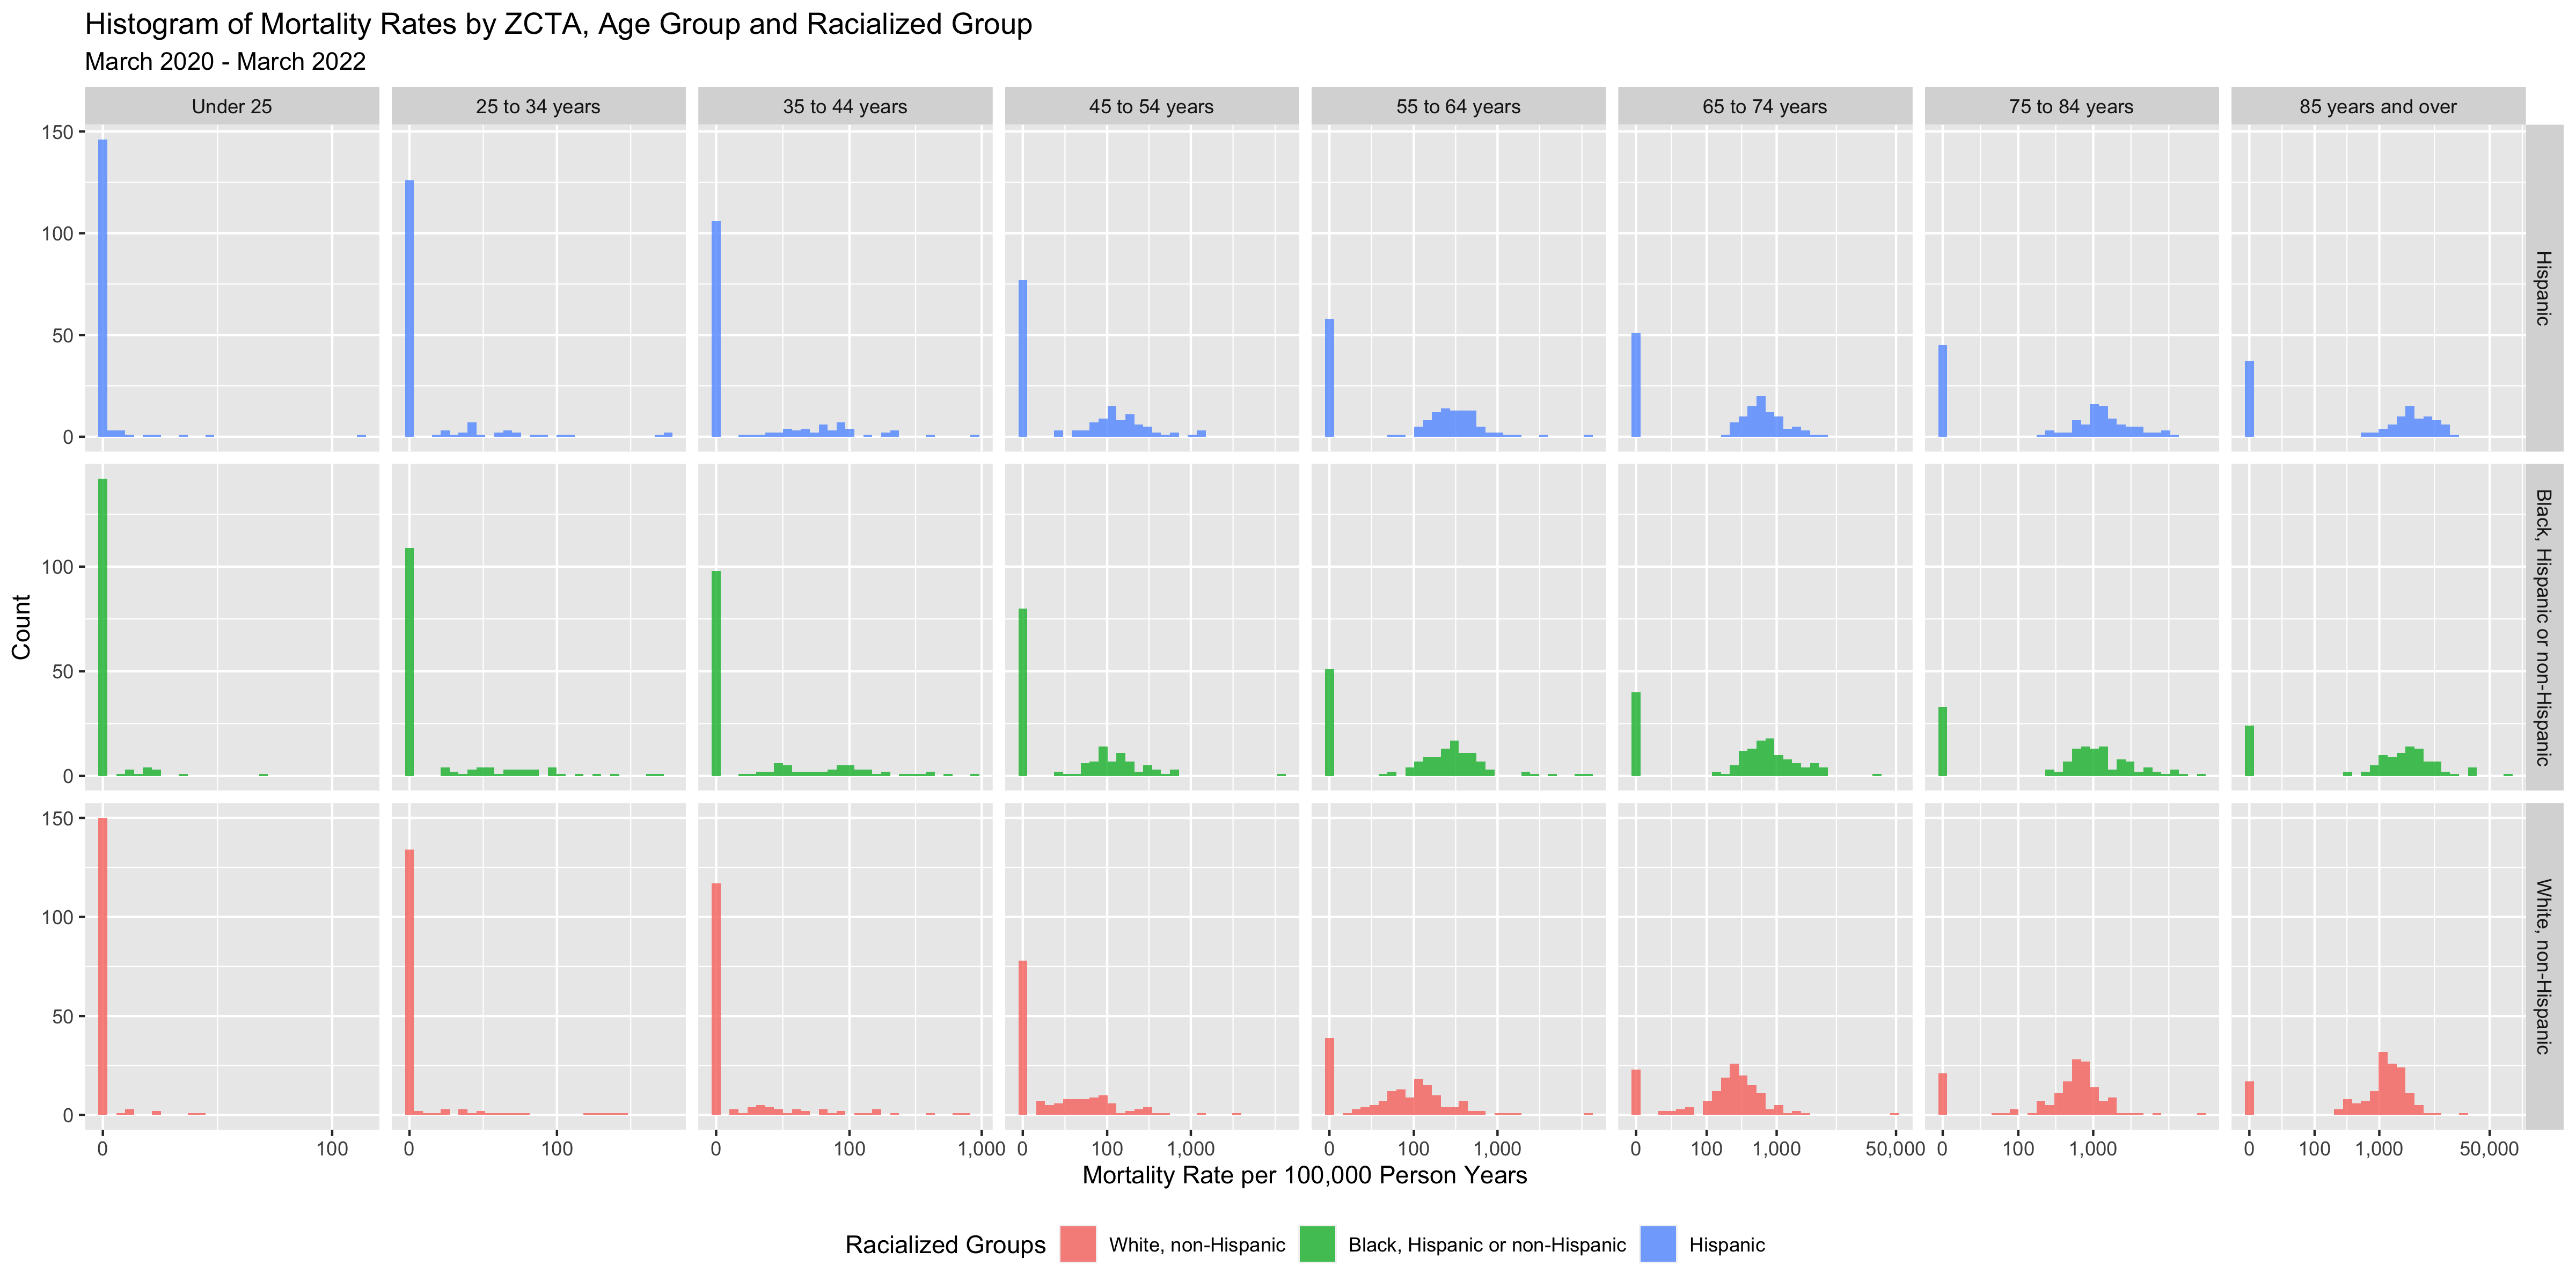 Histogram of Mortality Rates by ZCTA, Age Group and Racialized Group
March 2020 - March 2022
Under 25 25 to 34 years 35 to 44 years 45 to 54 years 55 to 64 years 65 to 74 years 75 to 84 years 85 years and over
150
100
50
0
Hispanic
100
50
0
Black, Hispanic or non-Hispanic
Count
150
100
50
0
White, non-Hispanic
0 100 0 100 0 100 1,000 0 100 1,000 0 100 1,000 0 100 1,000 50,000 0 100 1,000 0 100 1,000 50,000
Mortality Rate per 100,000 Person Years
Racialized Groups White, non-Hispanic Black, Hispanic or non-Hispanic Hispanic